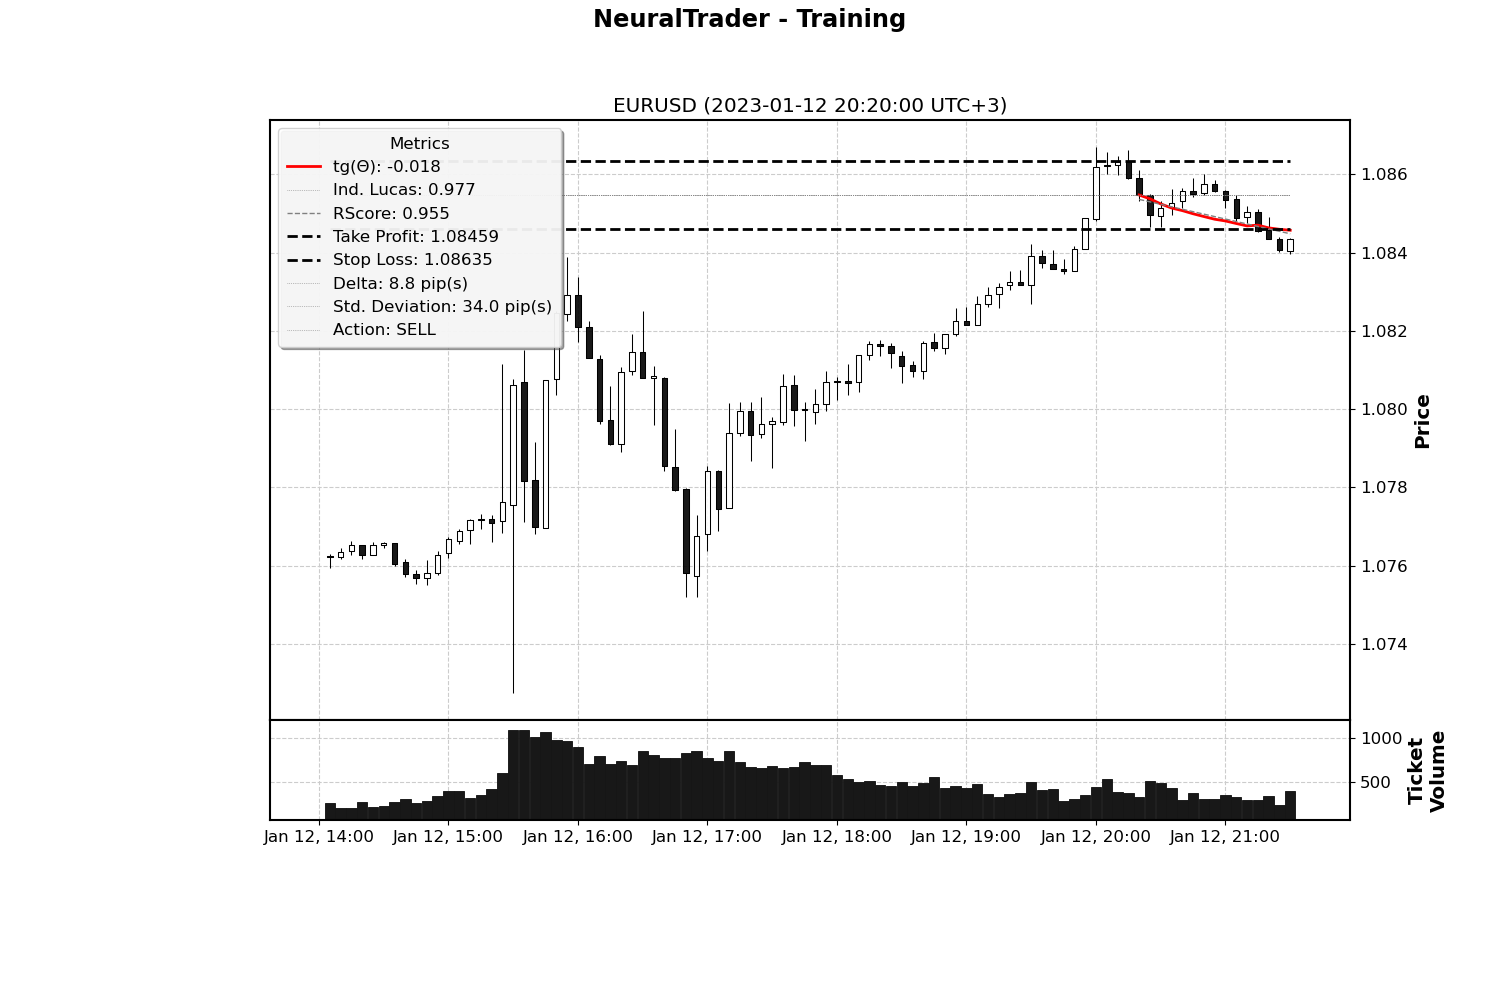 NeuralTrader - Training
EURUSD (2023-01-12 20:20:00 UTC+3)
Metrics
tg(Θ): -0.018
Ind. Lucas: 0.977
RScore: 0.955
Take Profit: 1.08459
Stop Loss: 1.08635
Delta: 8.8 pip(s)
Std. Deviation: 34.0 pip(s)
Action: SELL
1.086
1.084
1.082
1.080
1.078
1.076
1.074
Price
1000
500
Ticket
Volume
Jan 12, 14:00
Jan 12, 15:00
Jan 12, 16:00
Jan 12, 17:00
Jan 12, 18:00
Jan 12, 19:00
Jan 12, 20:00
Jan 12, 21:00